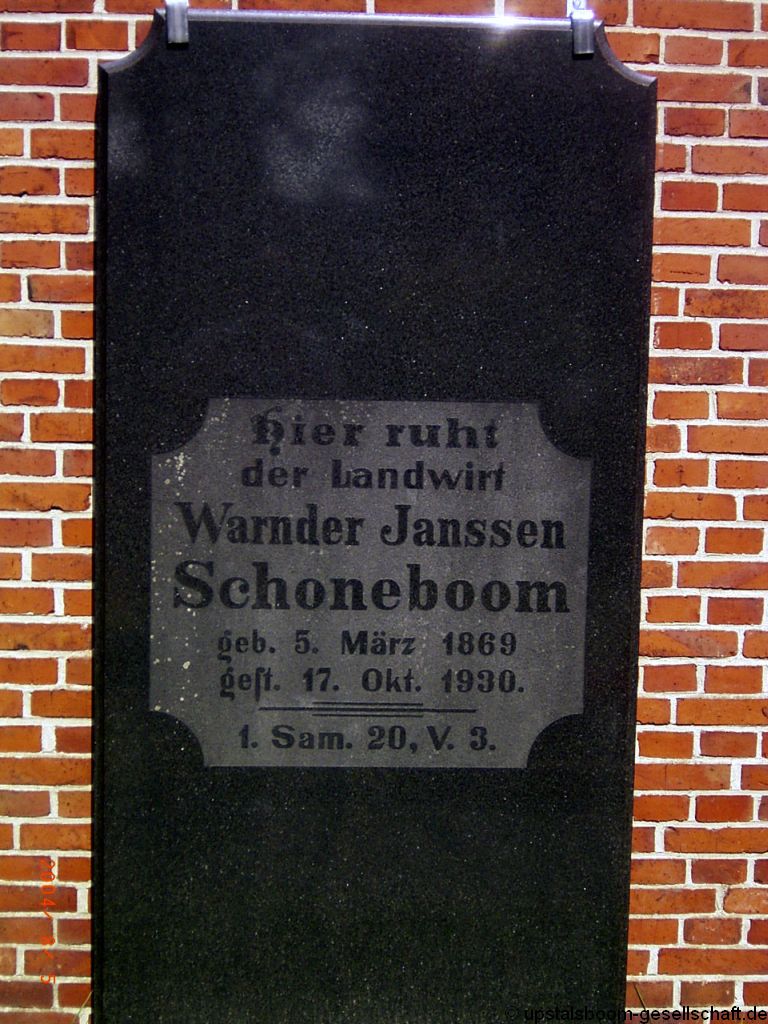 Hier ruht
der Landwirt
Warnder Janssen
Schoneboom
geb. 5. März 1869
gest. 17. Okt. 1930.
1. Sam. 20, V. 3.
© upstalsboom-gesellschaft.de